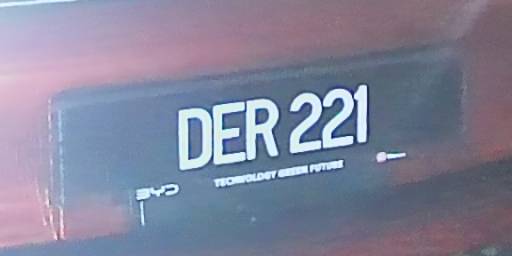 DER 221
BYD
TECHNOLOGY GREEN FUTURE